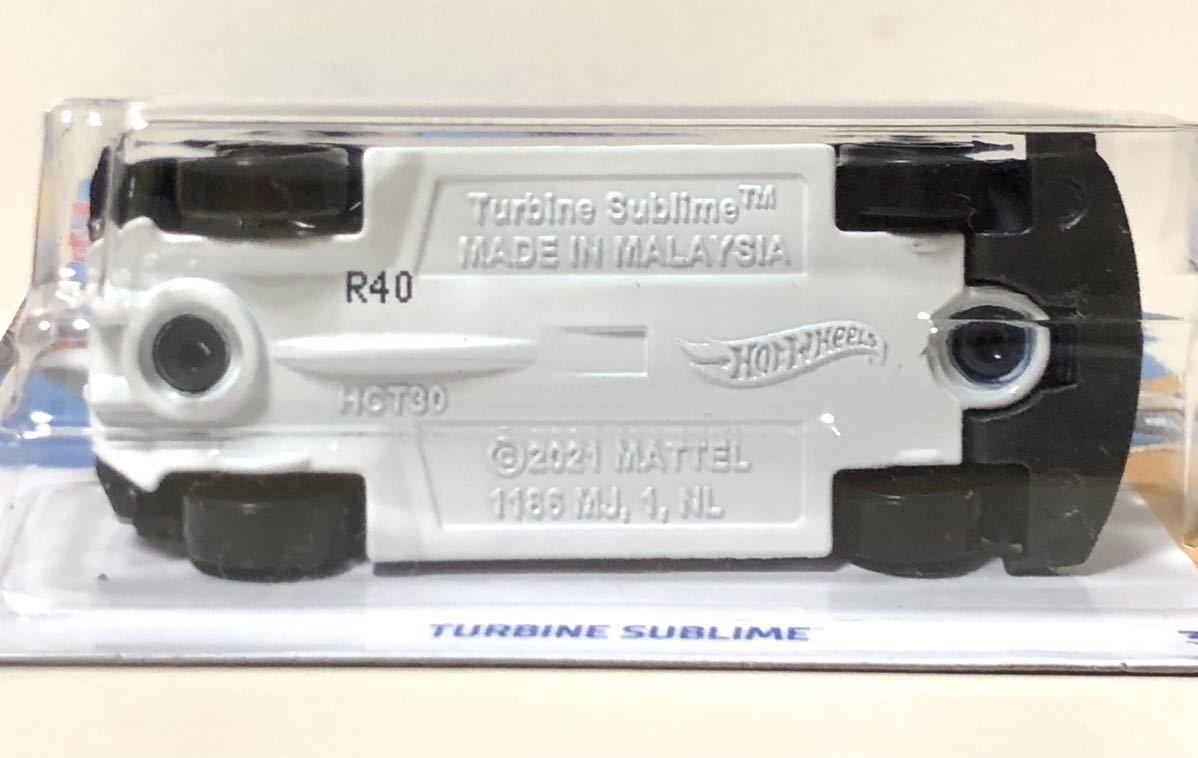 Turbine Sublime™
MADE IN MALAYSIA
R40
HOT WHEELS
HCT30
©2021 MATTEL
1186 MJ, 1, NL
TURBINE SUBLIME